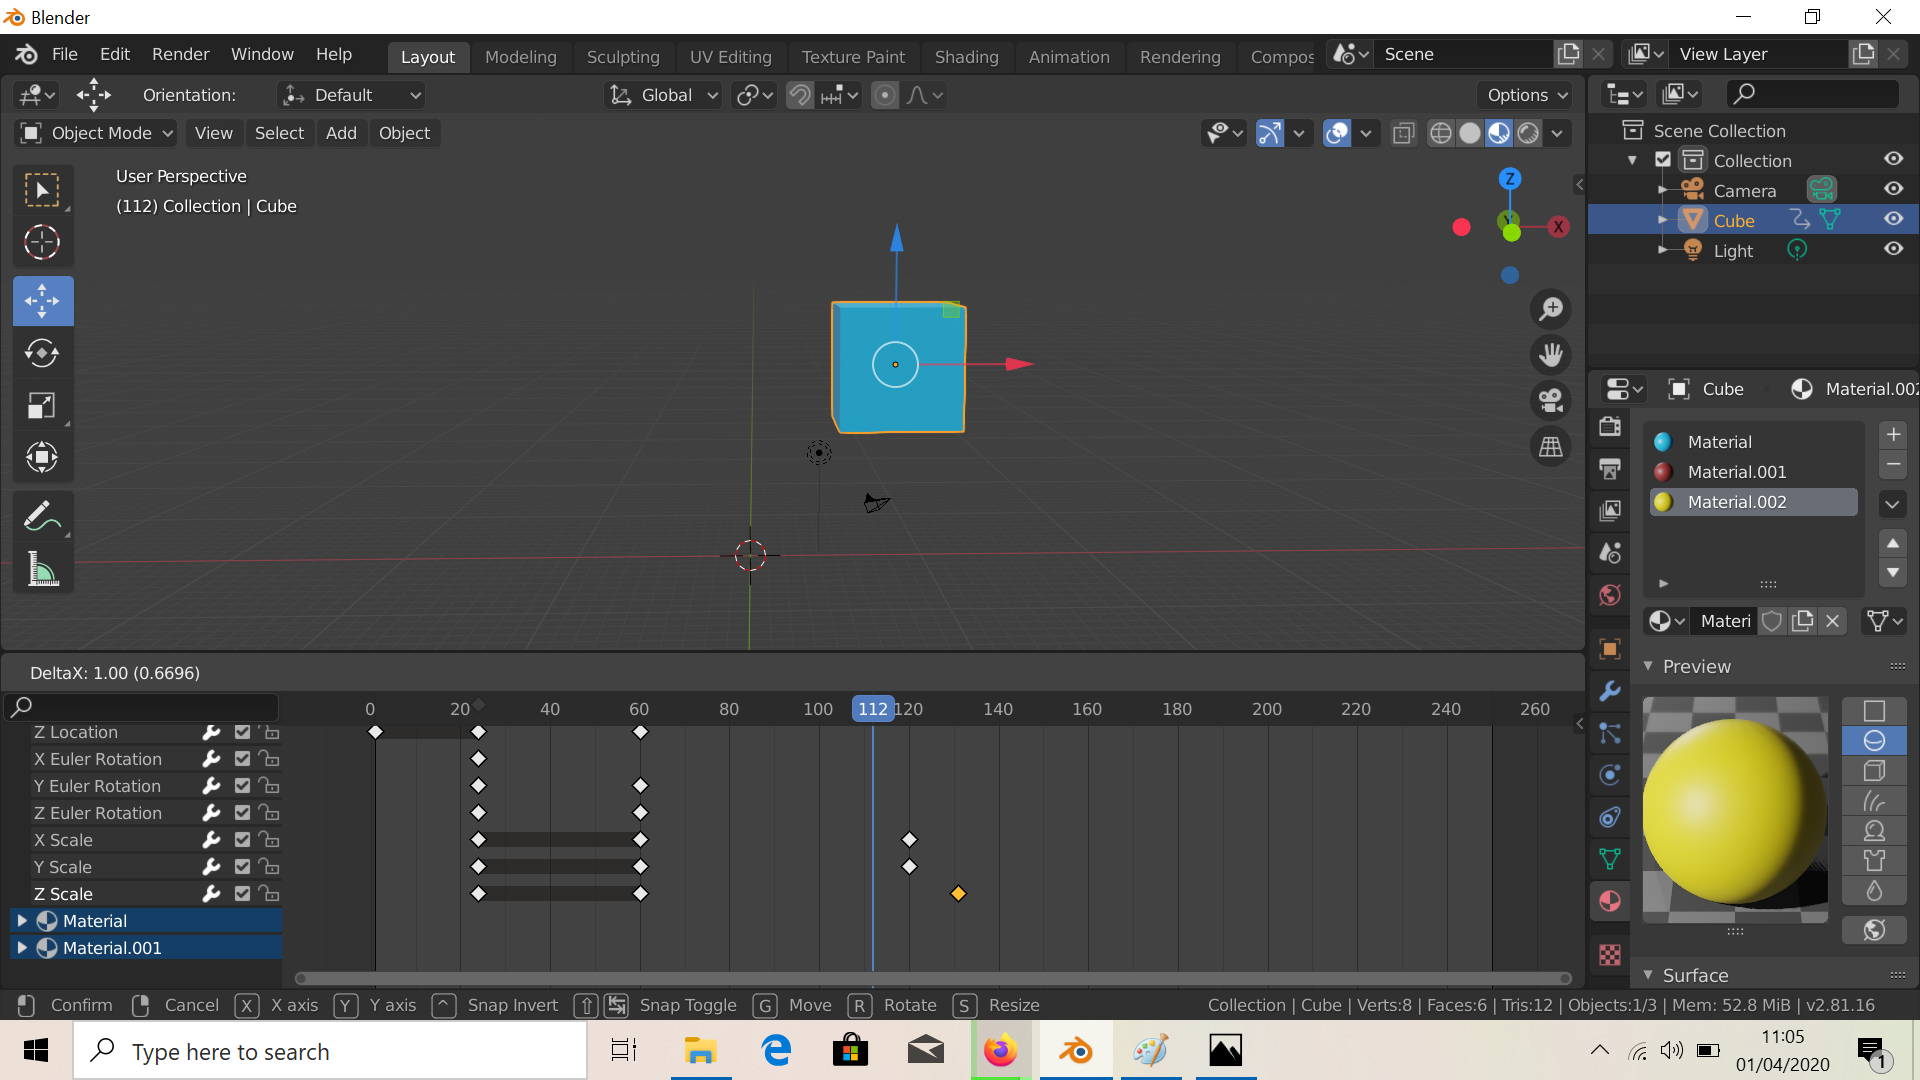 Blender
File Edit Render Window Help Layout Modeling Sculpting UV Editing Texture Paint Shading Animation Rendering Compos Scene View Layer
Orientation: Default Global Options
Object Mode View Select Add Object
User Perspective
(112) Collection | Cube
Z
Y
X
Scene Collection
Collection
Camera
Cube
Light
Cube Material.002
Material
Material.001
Material.002
Materi
Preview
Surface
DeltaX: 1.00 (0.6696)
0 20 40 60 80 100 112 120 140 160 180 200 220 240 260
Z Location
X Euler Rotation
Y Euler Rotation
Z Euler Rotation
X Scale
Y Scale
Z Scale
Material
Material.001
Confirm Cancel X X axis Y Y axis ^ Snap Invert Snap Toggle G Move R Rotate S Resize Collection | Cube | Verts:8 | Faces:6 | Tris:12 | Objects:1/3 | Mem: 52.8 MiB | v2.81.16
Type here to search
11:05
01/04/2020
1